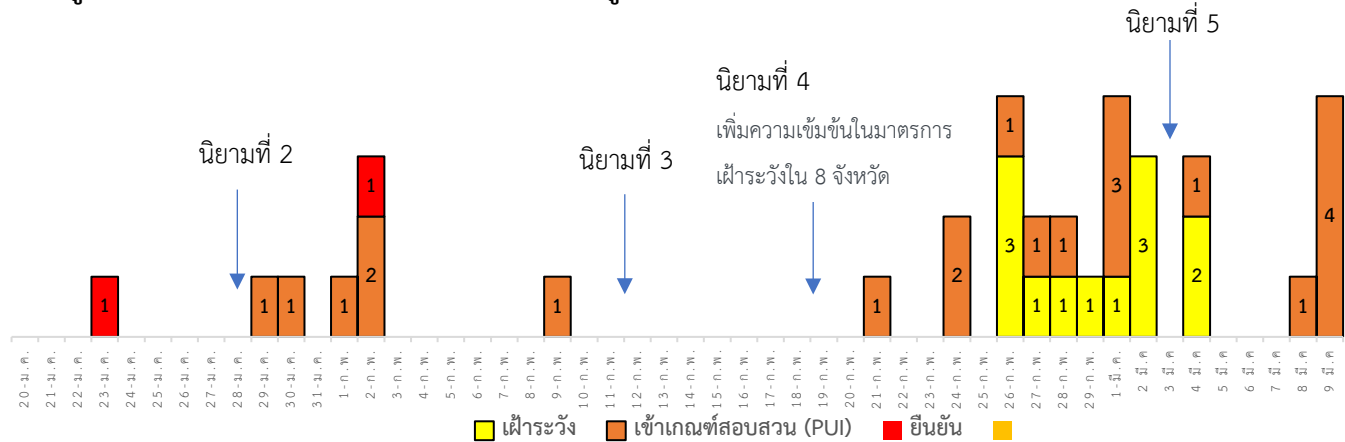 นิยามที่ 5
นิยามที่ 4
เพิ่มความเข้มข้นในมาตรการ
เฝ้าระวังใน 8 จังหวัด
นิยามที่ 2
นิยามที่ 3
1 3
1 1 3 1
1 2 1 1 3 2 4
1 1 1 1 1 1 1 1 1 1 1
20-ม.ค. 21-ม.ค. 22-ม.ค. 23-ม.ค. 24-ม.ค. 25-ม.ค. 26-ม.ค. 27-ม.ค. 28-ม.ค. 29-ม.ค. 30-ม.ค. 31-ม.ค. 1-ก.พ. 2-ก.พ. 3-ก.พ. 4-ก.พ. 5-ก.พ. 6-ก.พ. 7-ก.พ. 8-ก.พ. 9-ก.พ. 10-ก.พ. 11-ก.พ. 12-ก.พ. 13-ก.พ. 14-ก.พ. 15-ก.พ. 16-ก.พ. 17-ก.พ. 18-ก.พ. 19-ก.พ. 20-ก.พ. 21-ก.พ. 22-ก.พ. 23-ก.พ. 24-ก.พ. 25-ก.พ. 26-ก.พ. 27-ก.พ. 28-ก.พ. 29-ก.พ. 1-มี.ค. 2 มี.ค 3 มี.ค 4 มี.ค 5 มี.ค 6 มี.ค 7 มี.ค 8 มี.ค 9 มี.ค
เฝ้าระวัง เข้าเกณฑ์สอบสวน (PUI) ยืนยัน